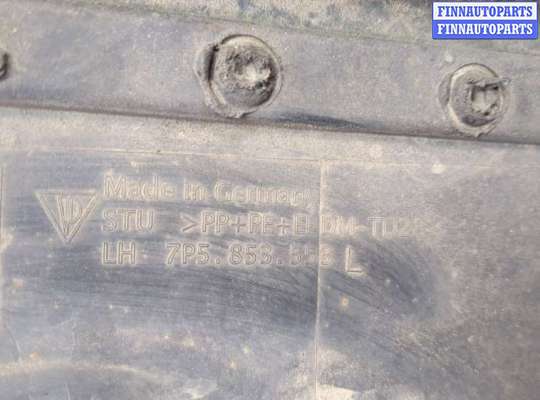 FINNAUTOPARTS
FINNAUTOPARTS
Made in Germany
STU >PP+PE+E
LH 7P5.853. L